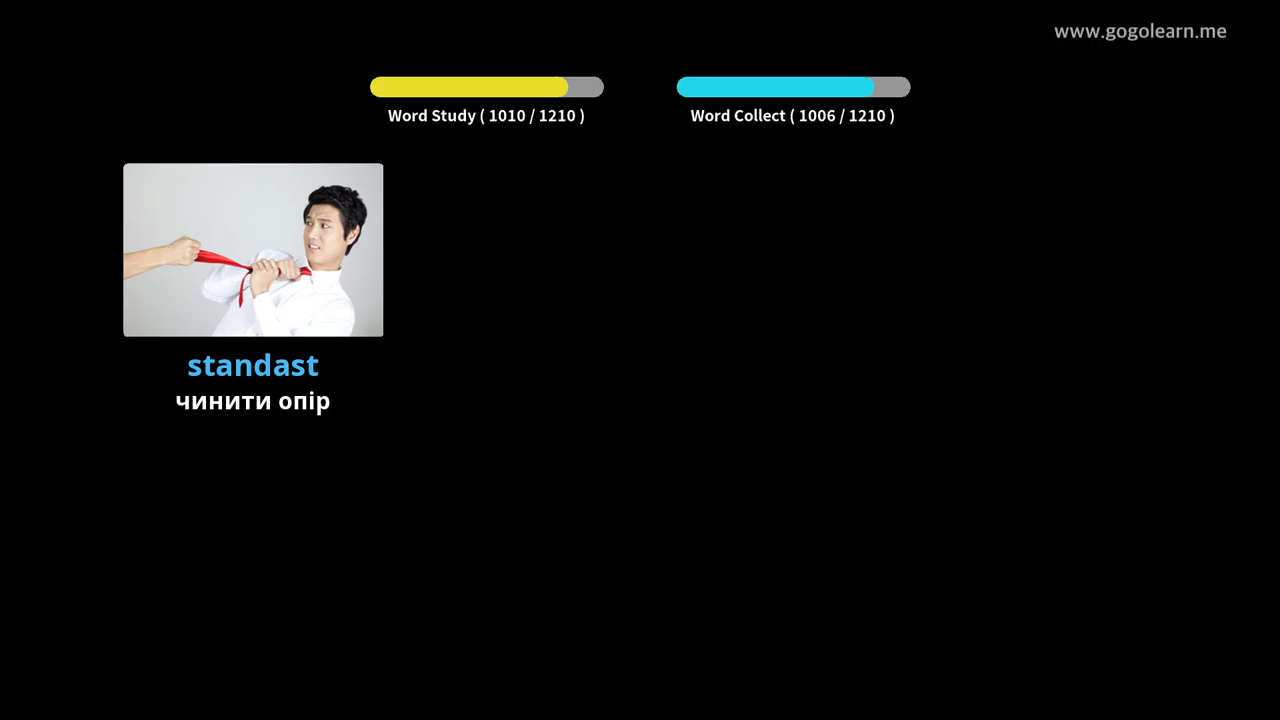 www.gogolearn.me
Word Study ( 1010 / 1210 )
Word Collect ( 1006 / 1210 )
standast
чинити опір